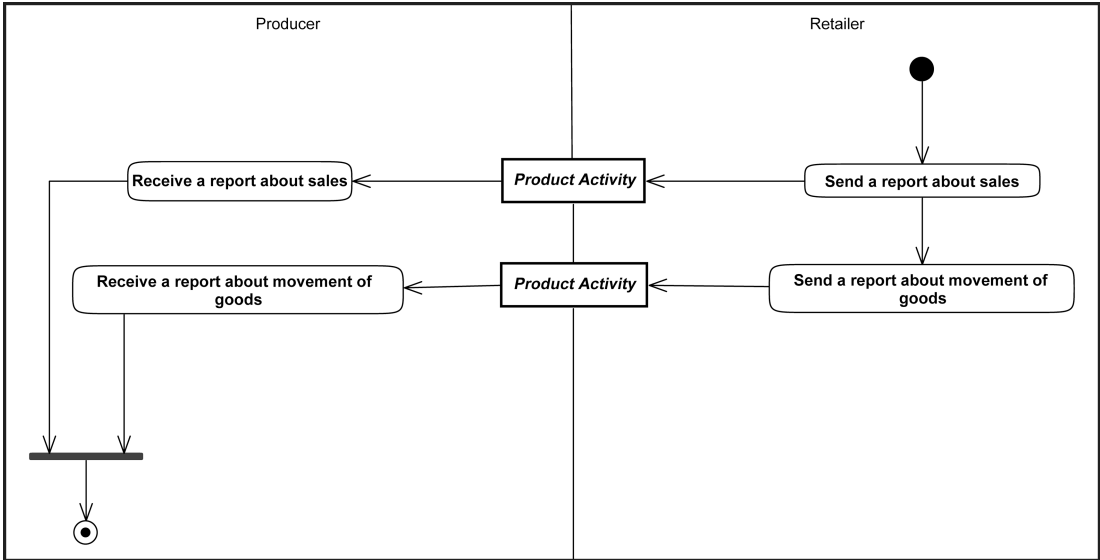 Producer
Retailer
Receive a report about sales
Product Activity
Send a report about sales
Receive a report about movement of
goods
Product Activity
Send a report about movement of
goods